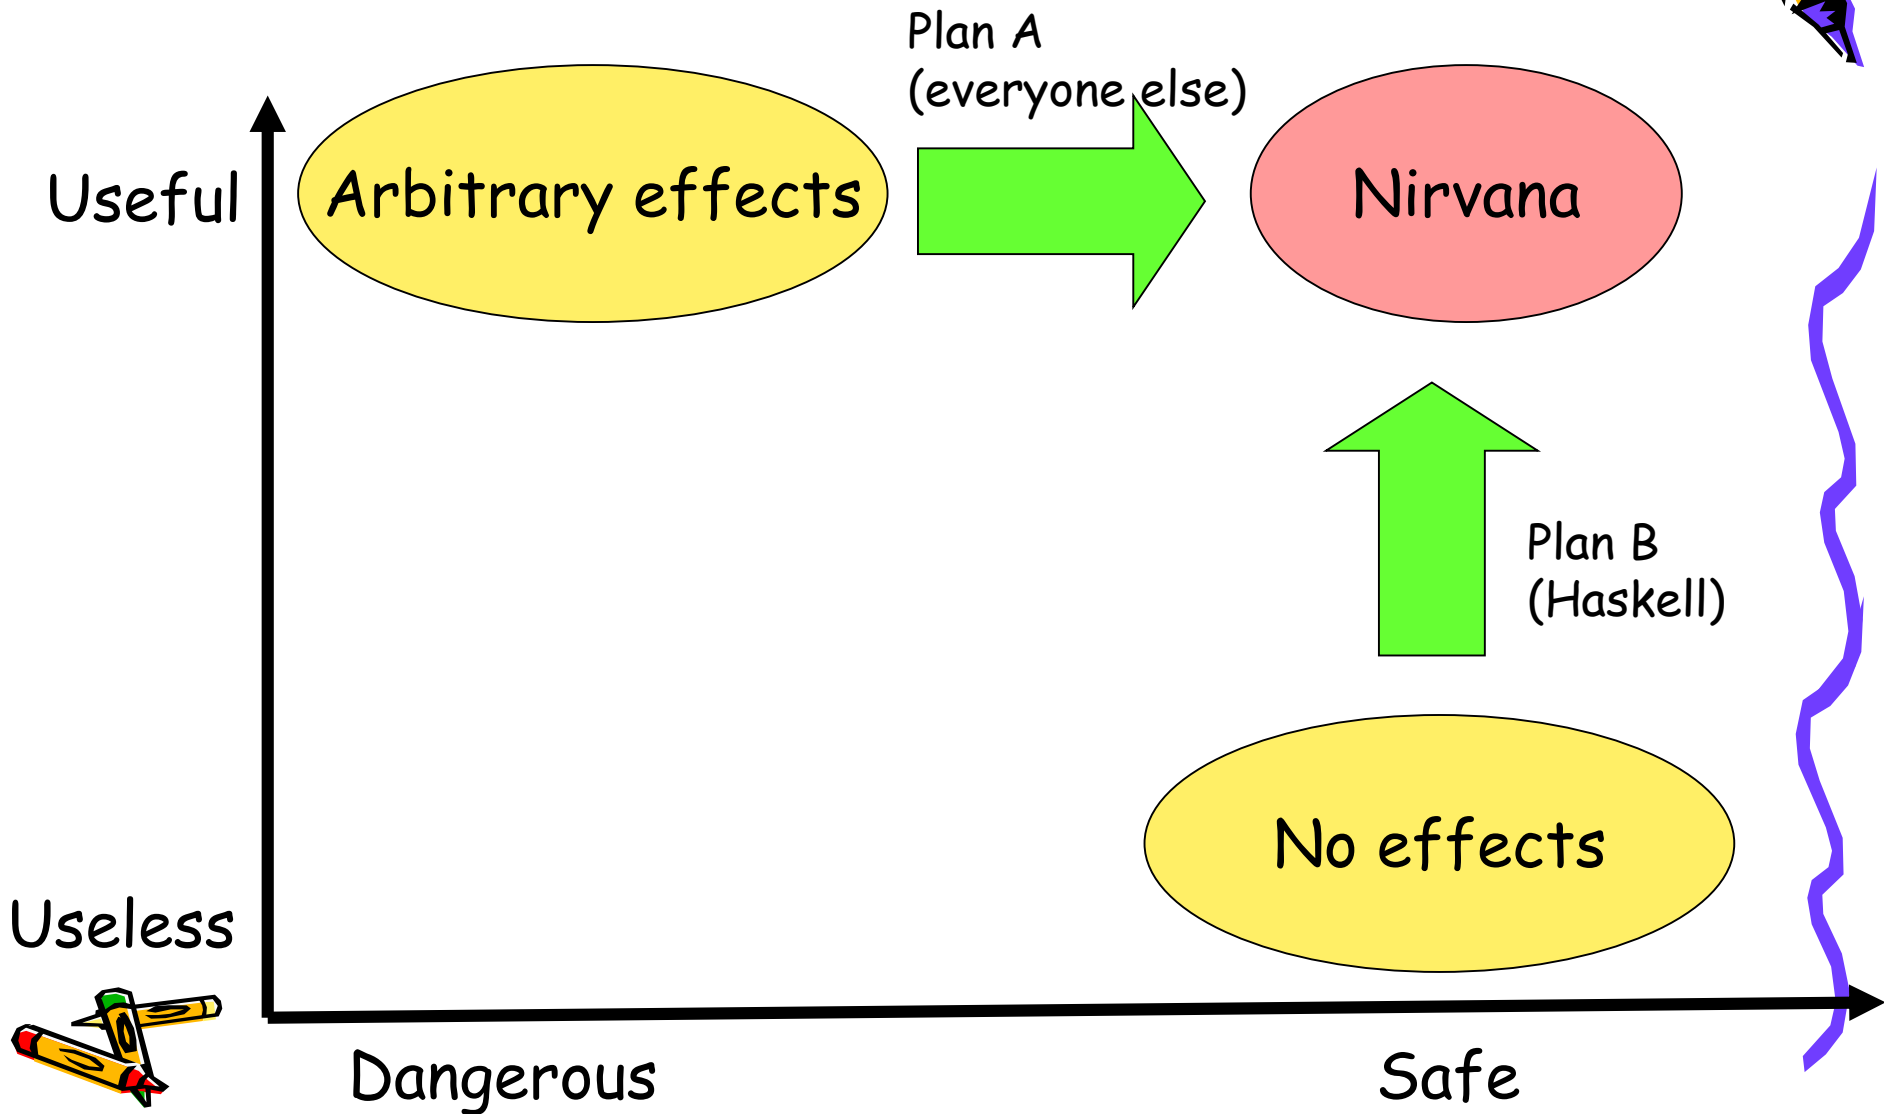 Plan A
(everyone else)
Useful
Arbitrary effects
Nirvana
Plan B
(Haskell)
No effects
Useless
Dangerous
Safe